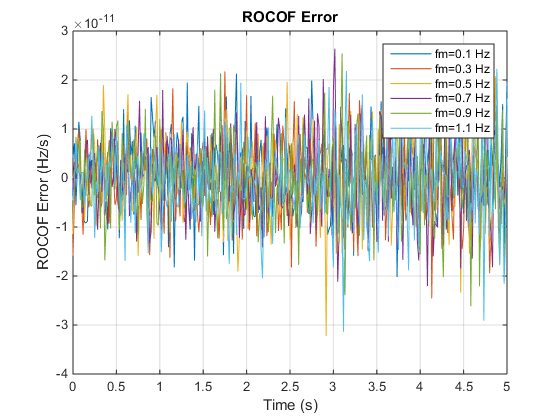 ROCOF Error
×10^-11
3
2
1
0
-1
-2
-3
-4
ROCOF Error (Hz/s)
fm=0.1 Hz
fm=0.3 Hz
fm=0.5 Hz
fm=0.7 Hz
fm=0.9 Hz
fm=1.1 Hz
0 0.5 1 1.5 2 2.5 3 3.5 4 4.5 5
Time (s)